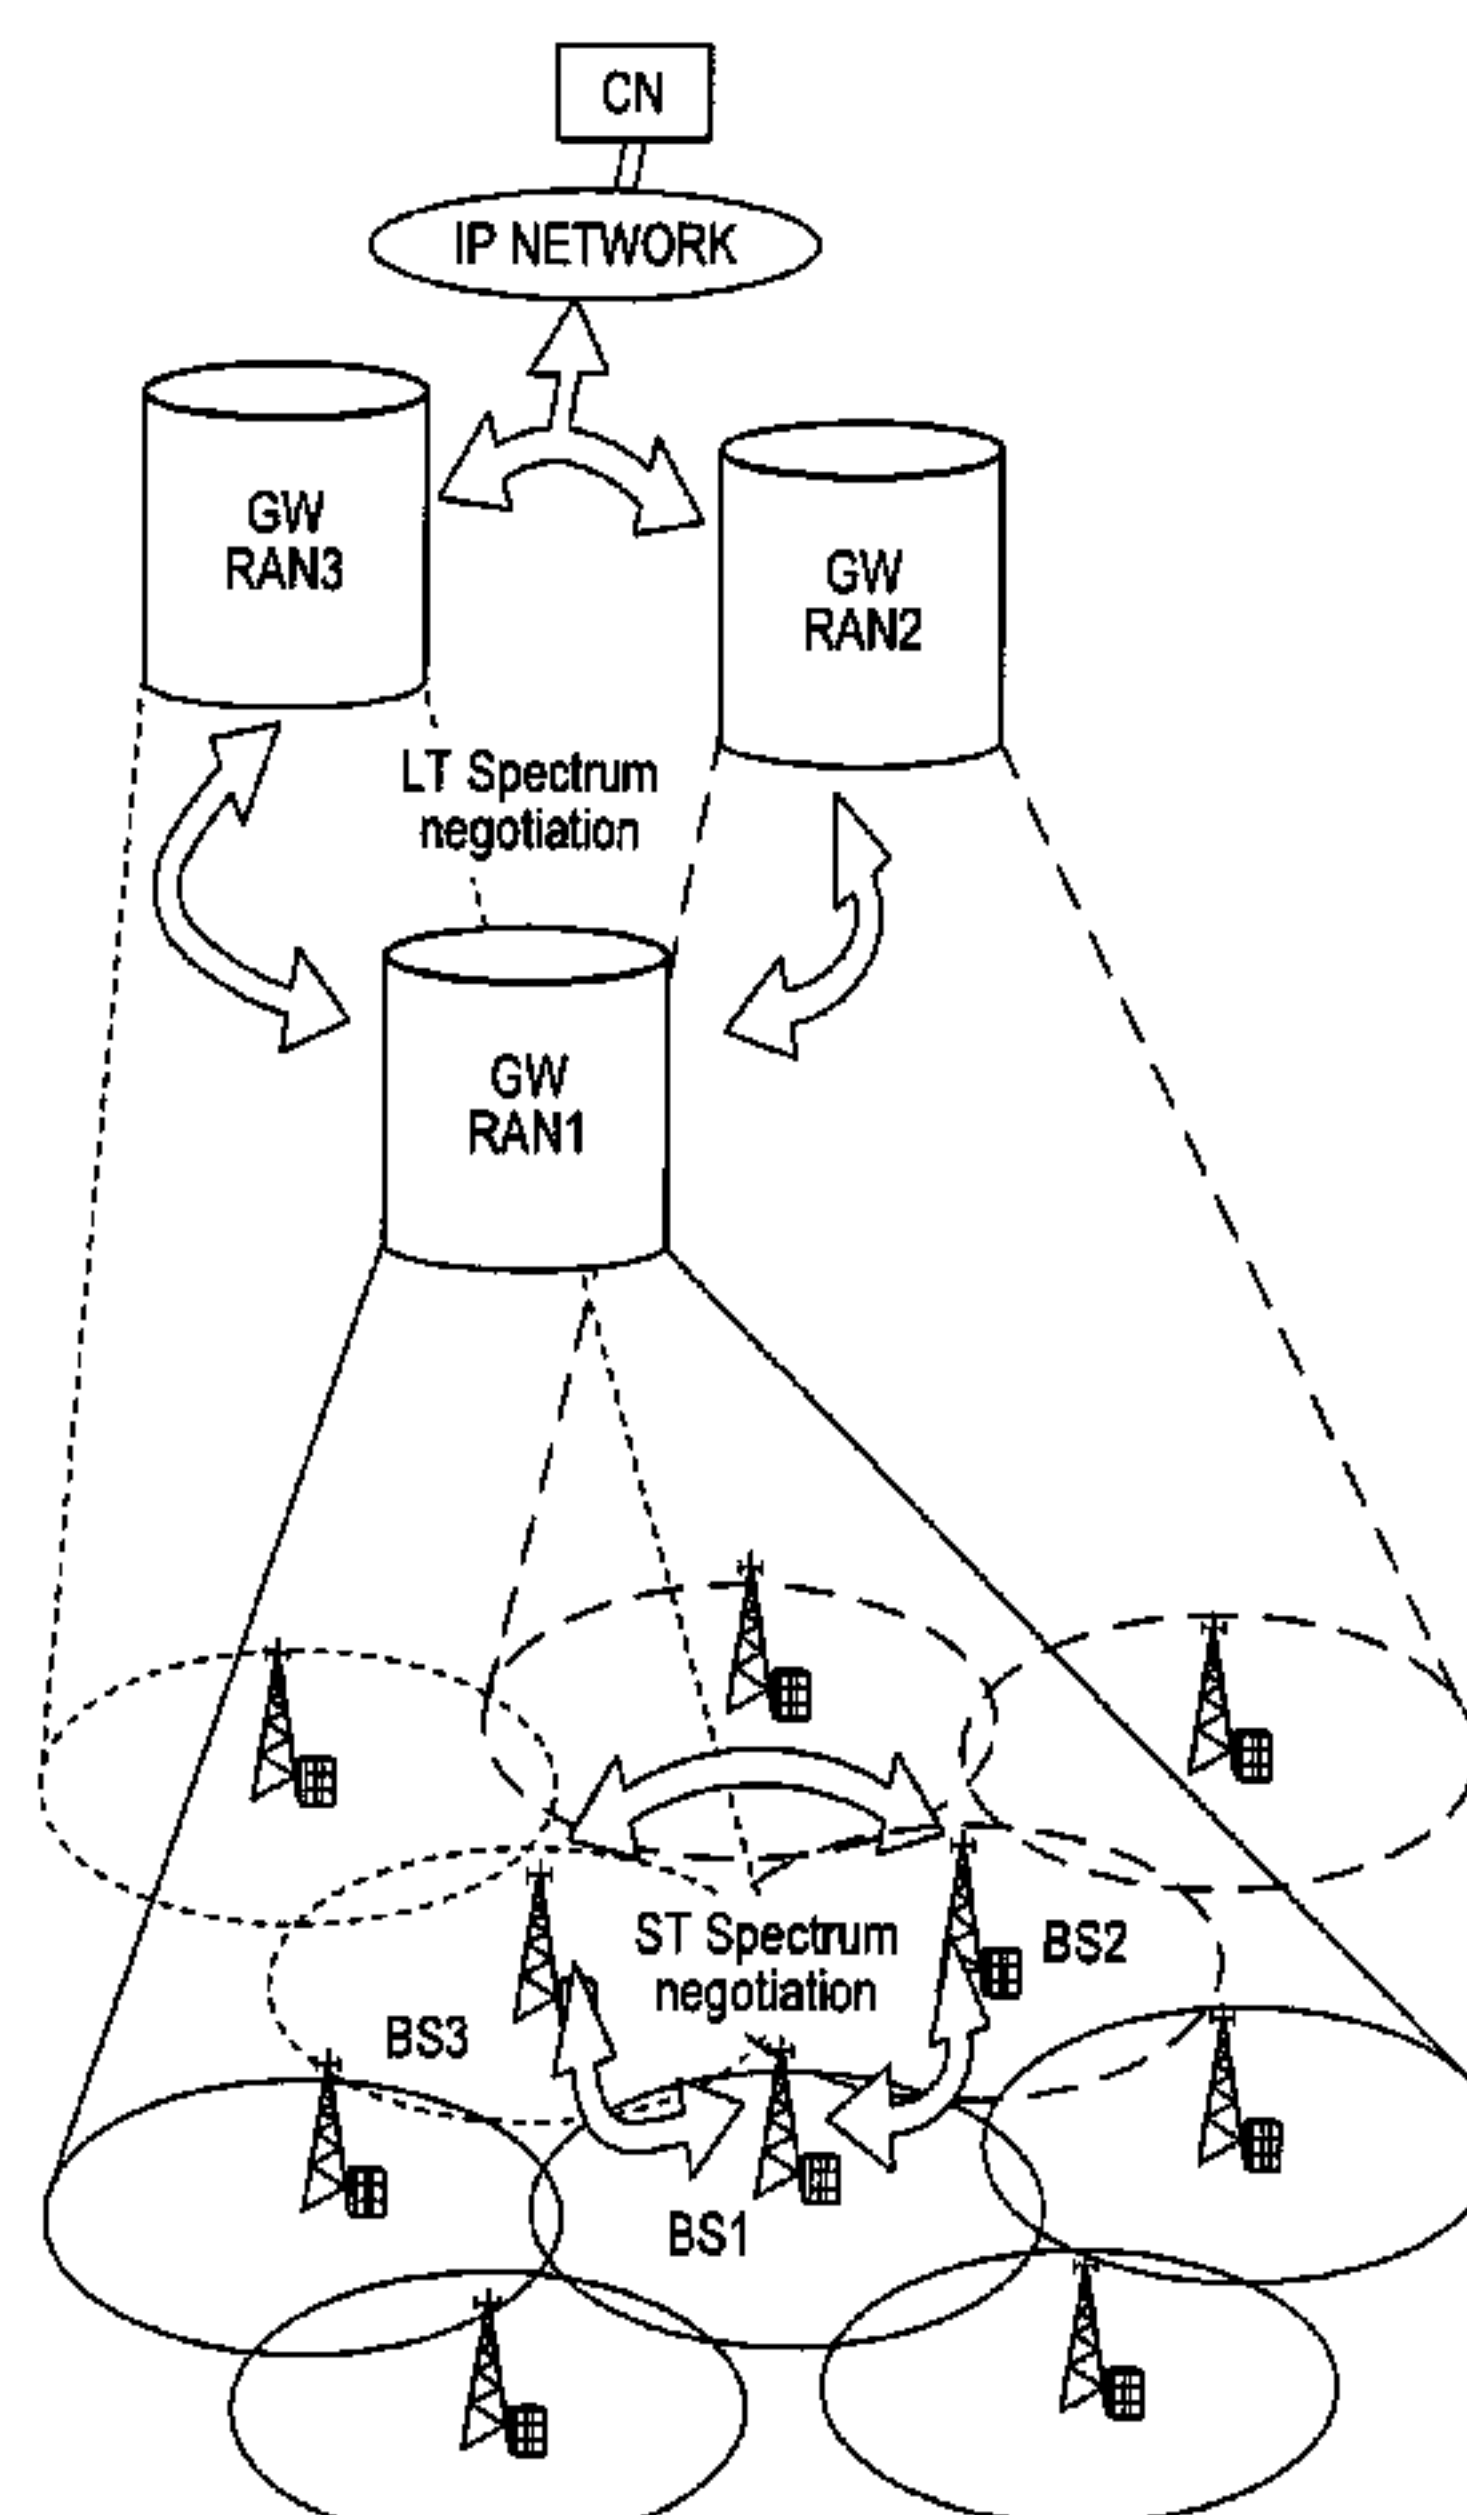 CN
IP NETWORK
GW
RAN3
GW
RAN2
LT Spectrum
negotiation
GW
RAN1
ST Spectrum
negotiation
BS2
BS3
BS1